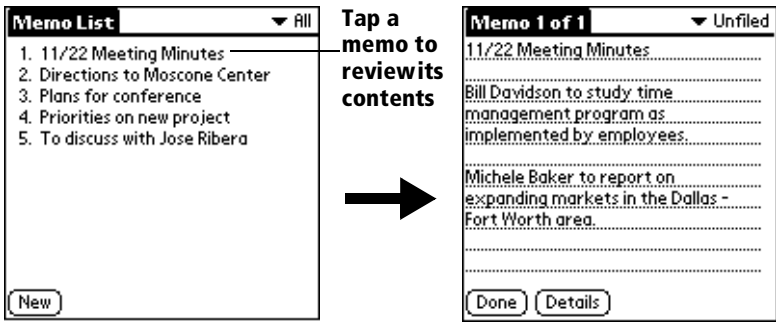 Memo List
All
1. 11/22 Meeting Minutes
2. Directions to Moscone Center
3. Plans for conference
4. Priorities on new project
5. To discuss with Jose Ribera
New
Tap a
memo to
review its
contents
Memo 1 of 1
Unfiled
11/22 Meeting Minutes
Bill Davidson to study time
management program as
implemented by employees.
Michele Baker to report on
expanding markets in the Dallas -
Fort Worth area.
Done
Details